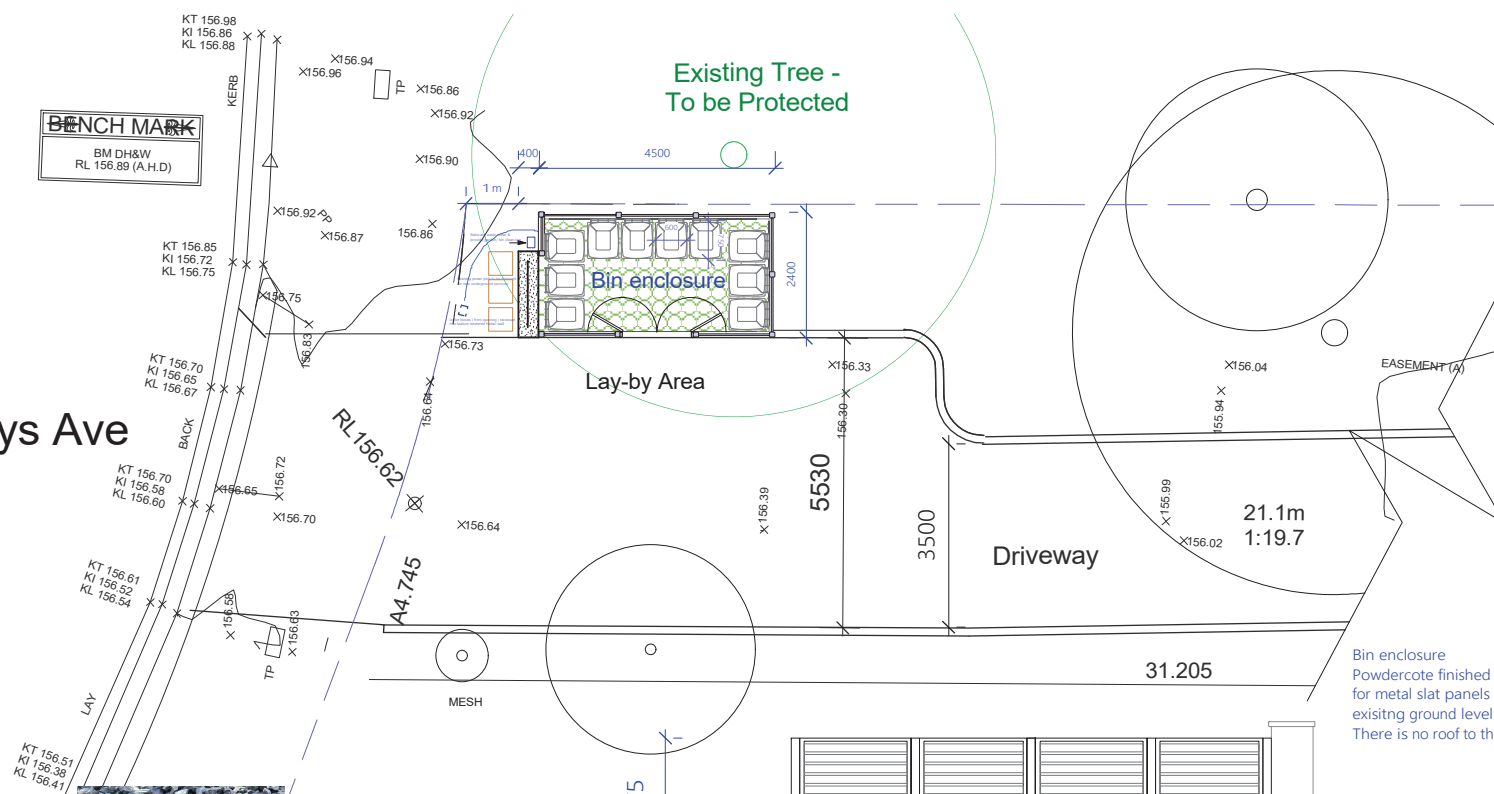 KT 156.98
KI 156.86
KL 156.88
KERB
156.94
156.96
TP
156.86
156.92
156.90
BENCH MARK
BM DH&W
RL 156.89 (A.H.D)
156.92
PP
156.87
156.86
Existing Tree -
To be Protected
400
4500
1 m
600
750
2400
Bin enclosure
KT 156.85
KI 156.72
KL 156.75
156.75
156.83
156.73
Lay-by Area
156.33
156.04
EASEMENT (A)
KT 156.70
KI 156.65
KL 156.67
156.64
156.30
155.94
ys Ave
BACK
RL156.62
KT 156.70
KI 156.58
KL 156.60
156.65
156.72
156.70
156.64
156.39
5530
3500
Driveway
155.99
156.02
21.1m
1:19.7
KT 156.61
KI 156.52
KL 156.54
A4.745
156.58
156.63
TP
LAY
MESH
31.205
Bin enclosure
Powdercote finished
for metal slat panels
exisitng ground level
There is no roof to th
KT 156.51
KI 156.38
KL 156.41
5